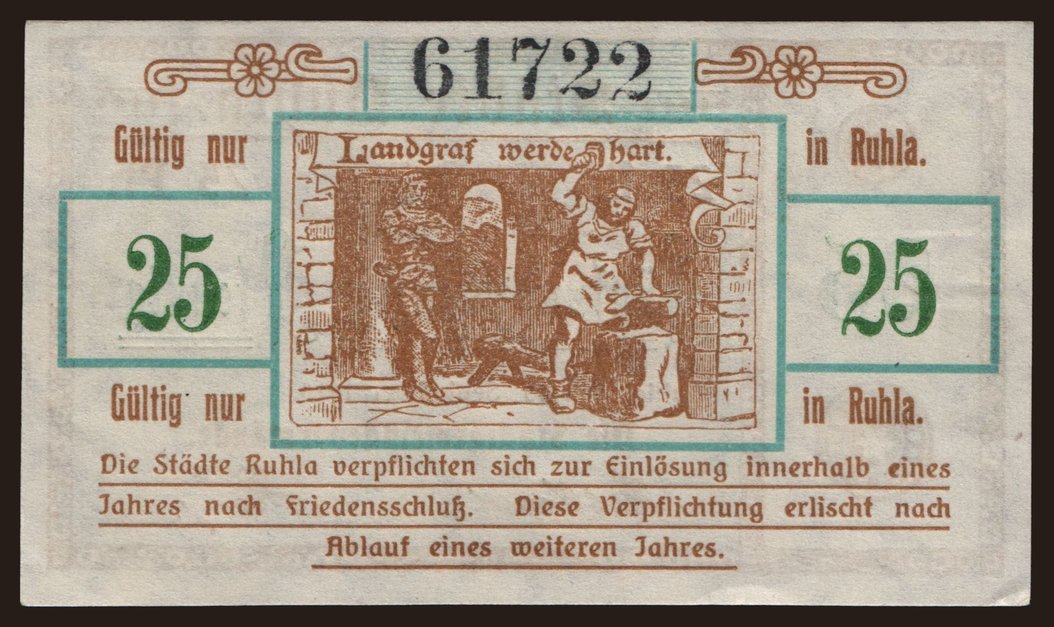 61722
Gültig nur in Ruhla.
Landgraf werde hart.
25 25
Gültig nur in Ruhla.
Die Städte Ruhla verpflichten sich zur Einlösung innerhalb eines
Jahres nach Friedensschluß. Diese Verpflichtung erlischt nach
Ablauf eines weiteren Jahres.